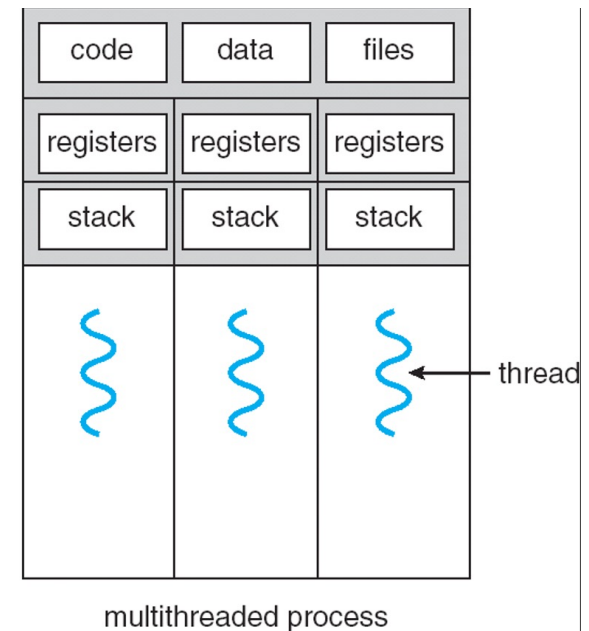 code data files
registers registers registers
stack stack stack
thread
multithreaded process